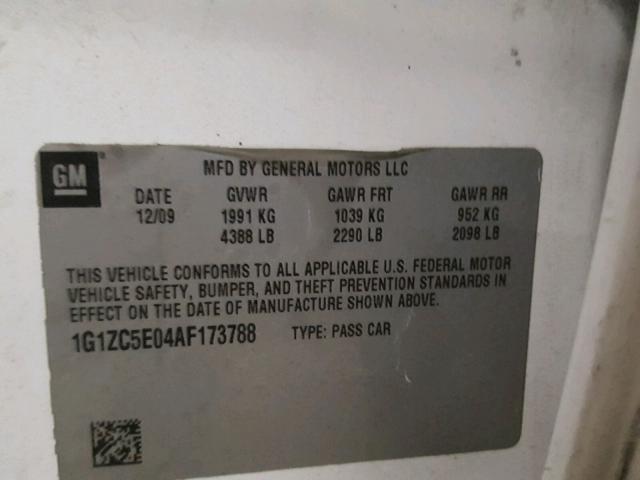 GM
MFD BY GENERAL MOTORS LLC
DATE GVWR GAWR FRT GAWR RR
12/09 1991 KG 1039 KG 952 KG
4388 LB 2290 LB 2098 LB
THIS VEHICLE CONFORMS TO ALL APPLICABLE U.S. FEDERAL MOTOR
VEHICLE SAFETY, BUMPER, AND THEFT PREVENTION STANDARDS IN
EFFECT ON THE DATE OF MANUFACTURE SHOWN ABOVE.
1G1ZC5E04AF173788 TYPE: PASS CAR